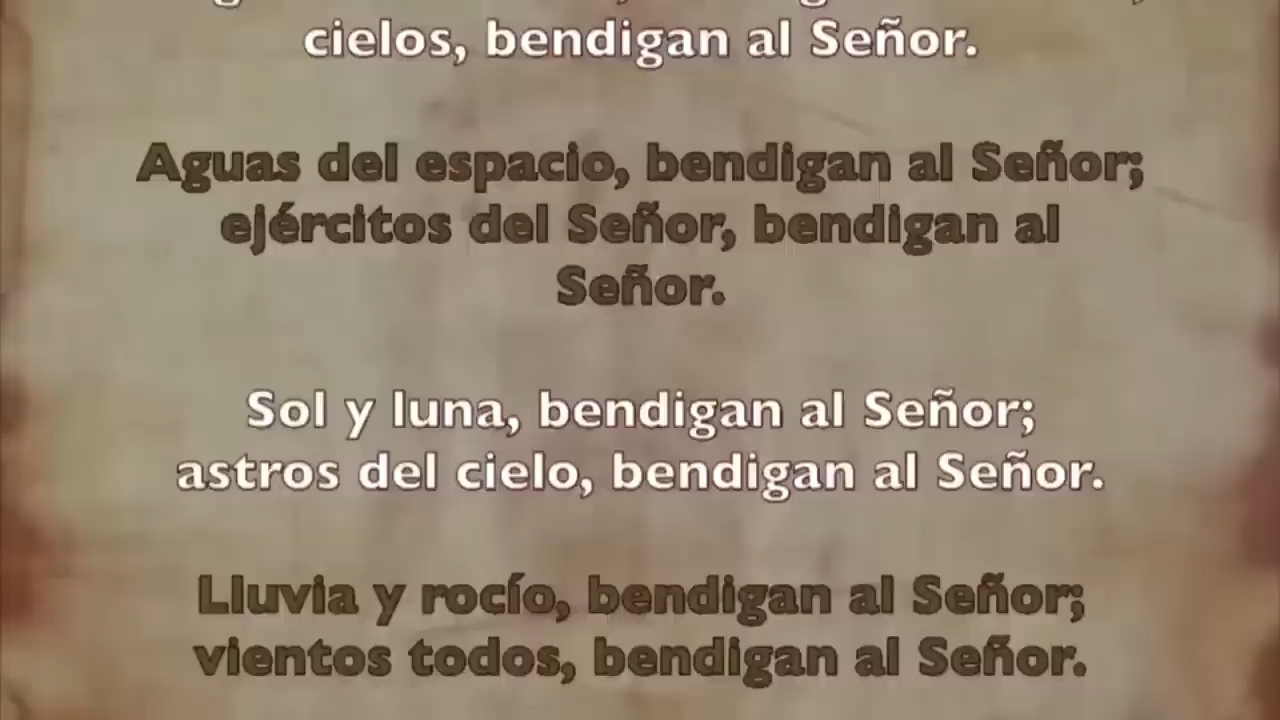 cielos, bendigan al Señor.
Aguas del espacio, bendigan al Señor;
ejércitos del Señor, bendigan al
Señor.
Sol y luna, bendigan al Señor;
astros del cielo, bendigan al Señor.
Lluvia y rocío, bendigan al Señor;
vientos todos, bendigan al Señor.